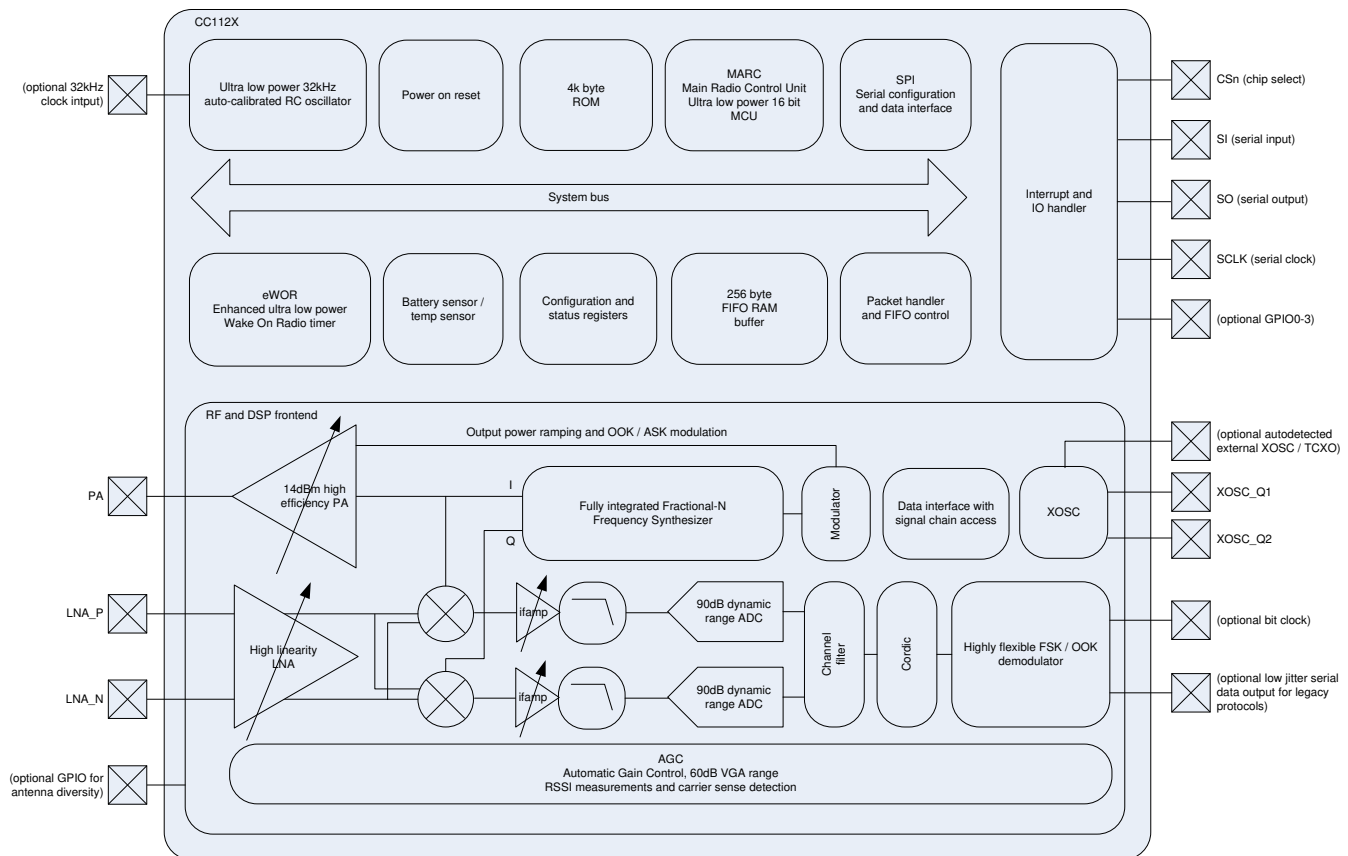 CC112X
(optional 32kHz
clock intput)
Ultra low power 32kHz
auto-calibrated RC oscillator
Power on reset
4k byte
ROM
MARC
Main Radio Control Unit
Ultra low power 16 bit
MCU
SPI
Serial configuration
and data interface
Interrupt and
IO handler
CSn (chip select)
SI (serial input)
SO (serial output)
SCLK (serial clock)
(optional GPIO0-3)
System bus
eWOR
Enhanced ultra low power
Wake On Radio timer
Battery sensor /
temp sensor
Configuration and
status registers
256 byte
FIFO RAM
buffer
Packet handler
and FIFO control
RF and DSP frontend
Output power ramping and OOK / ASK modulation
(optional autodetected
external XOSC / TCXO)
PA
14dBm high
efficiency PA
I
Q
Fully integrated Fractional-N
Frequency Synthesizer
Modulator
Data interface with
signal chain access
XOSC
XOSC_Q1
XOSC_Q2
LNA_P
LNA_N
High linearity
LNA
ifamp
90dB dynamic
range ADC
ifamp
90dB dynamic
range ADC
Channel
filter
Cordic
Highly flexible FSK / OOK
demodulator
(optional bit clock)
(optional low jitter serial
data output for legacy
protocols)
(optional GPIO for
antenna diversity)
AGC
Automatic Gain Control, 60dB VGA range
RSSI measurements and carrier sense detection